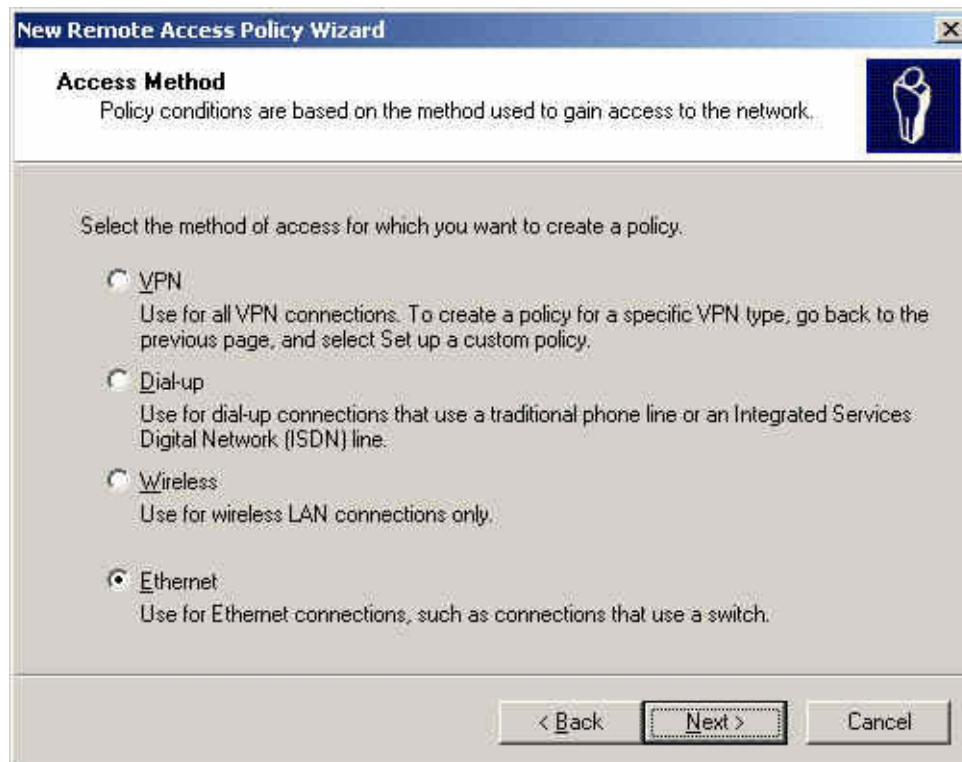 New Remote Access Policy Wizard
Access Method
Policy conditions are based on the method used to gain access to the network.
Select the method of access for which you want to create a policy.
VPN
Use for all VPN connections. To create a policy for a specific VPN type, go back to the
previous page, and select Set up a custom policy.
Dial-up
Use for dial-up connections that use a traditional phone line or an Integrated Services
Digital Network (ISDN) line.
Wireless
Use for wireless LAN connections only.
Ethernet
Use for Ethernet connections, such as connections that use a switch.
< Back
Next >
Cancel